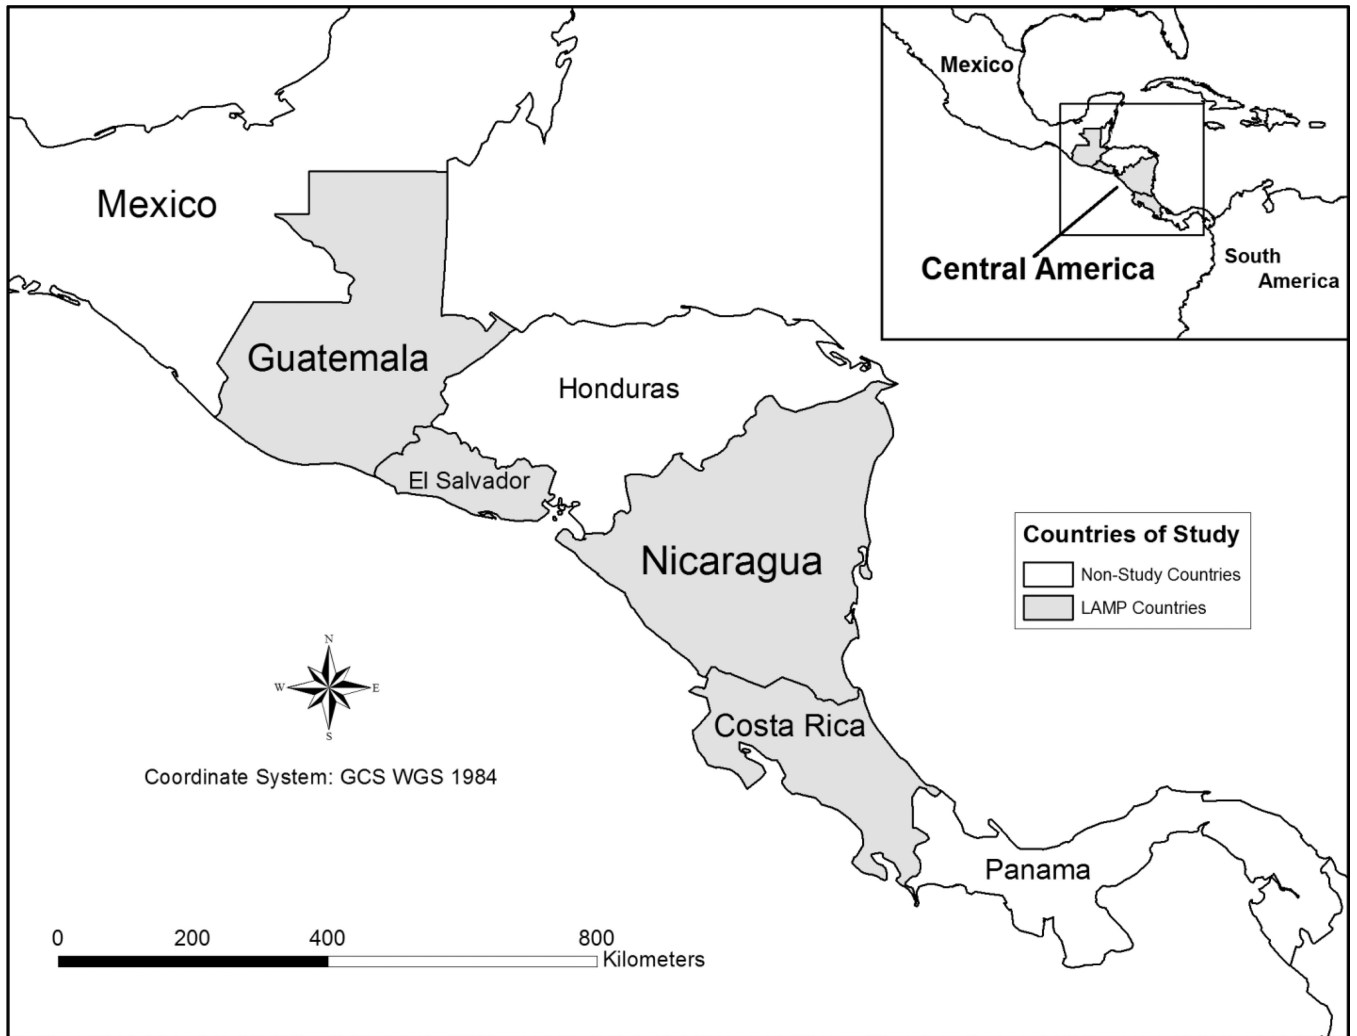 Mexico
Central America
South
America
Mexico
Guatemala
Honduras
El Salvador
Nicaragua
Countries of Study
Non-Study Countries
LAMP Countries
N
W E
S
Costa Rica
Coordinate System: GCS WGS 1984
Panama
0 200 400 800
Kilometers